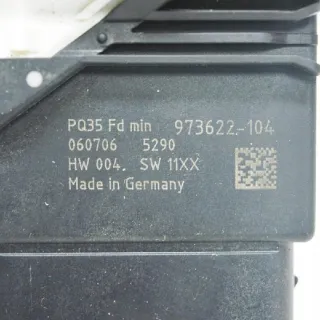 PQ35 Fd min 973622-104
060706 5290
HW 004. SW 11XX
Made in Germany